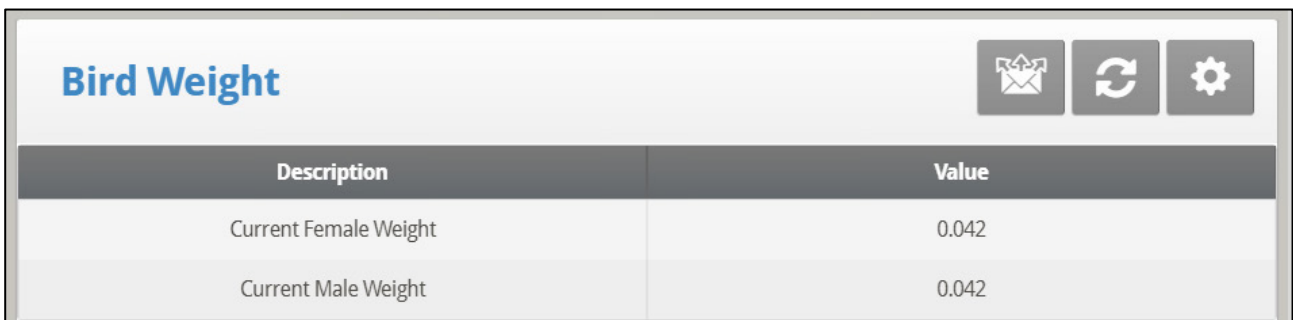 Bird Weight
Description Value
Current Female Weight 0.042
Current Male Weight 0.042